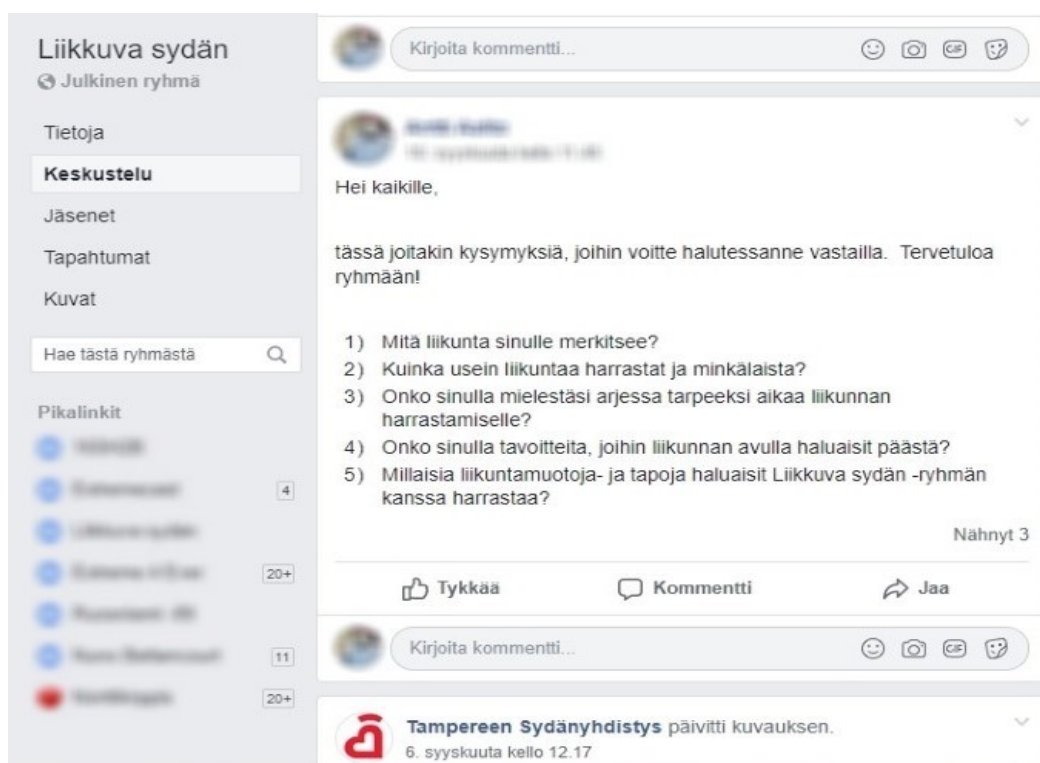 Liikkuva sydän
Julkinen ryhmä
Tietoja
Keskustelu
Jäsenet
Tapahtumat
Kuvat
Hae tästä ryhmästä
Pikalinkit
4
20+
11
20+
Kirjoita kommentti...
GIF
Hei kaikille,
tässä joitakin kysymyksiä, joihin voitte halutessanne vastailla. Tervetuloa
ryhmään!
1) Mitä liikunta sinulle merkitsee?
2) Kuinka usein liikuntaa harrastat ja minkälaista?
3) Onko sinulla mielestäsi arjessa tarpeeksi aikaa liikunnan
harrastamiselle?
4) Onko sinulla tavoitteita, joihin liikunnan avulla haluaisit päästä?
5) Millaisia liikuntamuotoja- ja tapoja haluaisit Liikkuva sydän -ryhmän
kanssa harrastaa?
Nähnyt 3
Tykkää Kommentti Jaa
Kirjoita kommentti...
GIF
Tampereen Sydänyhdistys päivitti kuvauksen.
6. syyskuuta kello 12.17